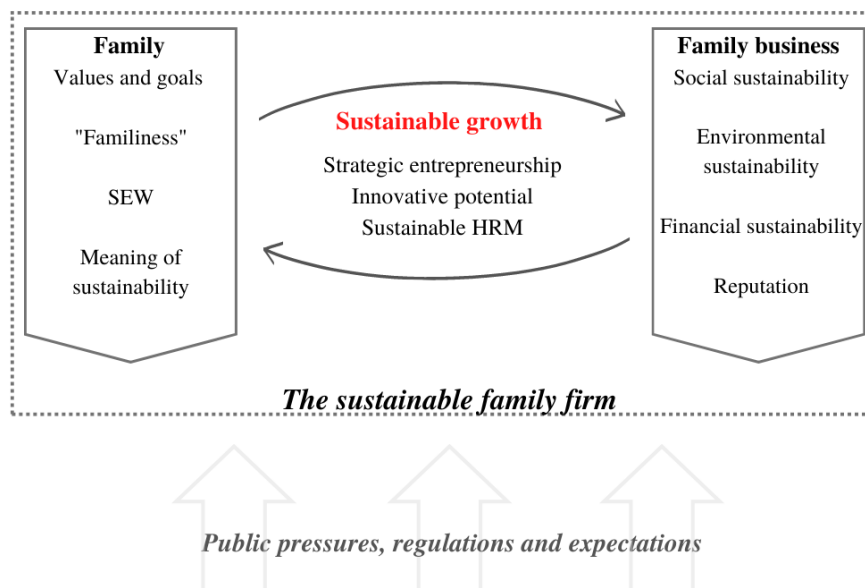 Family
Values and goals
"Familiness"
SEW
Meaning of
sustainability
Sustainable growth
Strategic entrepreneurship
Innovative potential
Sustainable HRM
Family business
Social sustainability
Environmental
sustainability
Financial sustainability
Reputation
The sustainable family firm
Public pressures, regulations and expectations